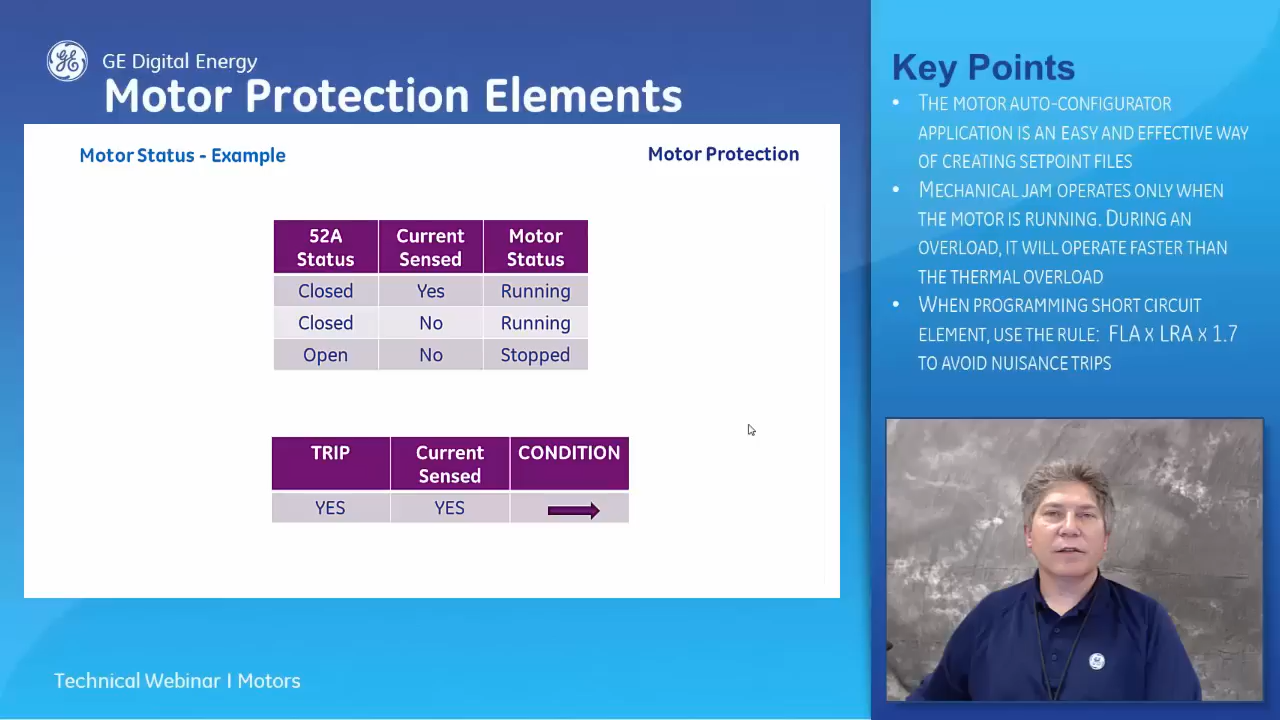 GE Digital Energy
Motor Protection Elements
Motor Status - Example
Motor Protection
52A Status
Current Sensed
Motor Status
Closed Yes Running
Closed No Running
Open No Stopped
TRIP
Current Sensed
CONDITION
YES YES
Technical Webinar I Motors
Key Points
• THE MOTOR AUTO-CONFIGURATOR
APPLICATION IS AN EASY AND EFFECTIVE WAY
OF CREATING SETPOINT FILES
• MECHANICAL JAM OPERATES ONLY WHEN
THE MOTOR IS RUNNING. DURING AN
OVERLOAD, IT WILL OPERATE FASTER THAN
THE THERMAL OVERLOAD
• WHEN PROGRAMMING SHORT CIRCUIT
ELEMENT, USE THE RULE: FLA x LRA x 1.7
TO AVOID NUISANCE TRIPS